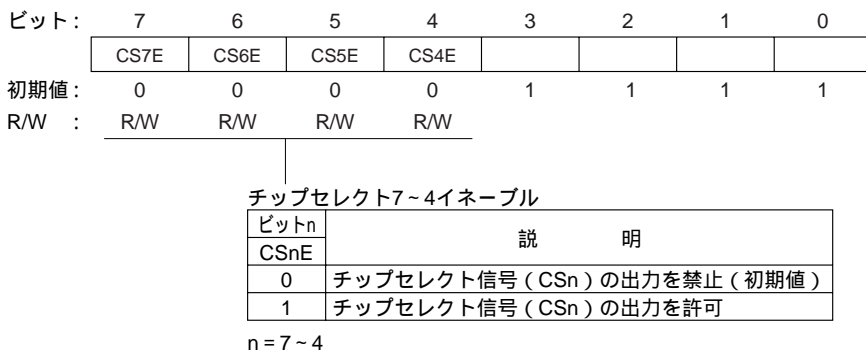 ビット： 7 6 5 4 3 2 1 0
CS7E CS6E CS5E CS4E
初期値： 0 0 0 0 1 1 1 1
R/W ： R/W R/W R/W R/W
チップセレクト7～4イネーブル
ビットn
説 明
CSnE
0 チップセレクト信号（CSn）の出力を禁止（初期値）
1 チップセレクト信号（CSn）の出力を許可
n = 7～4